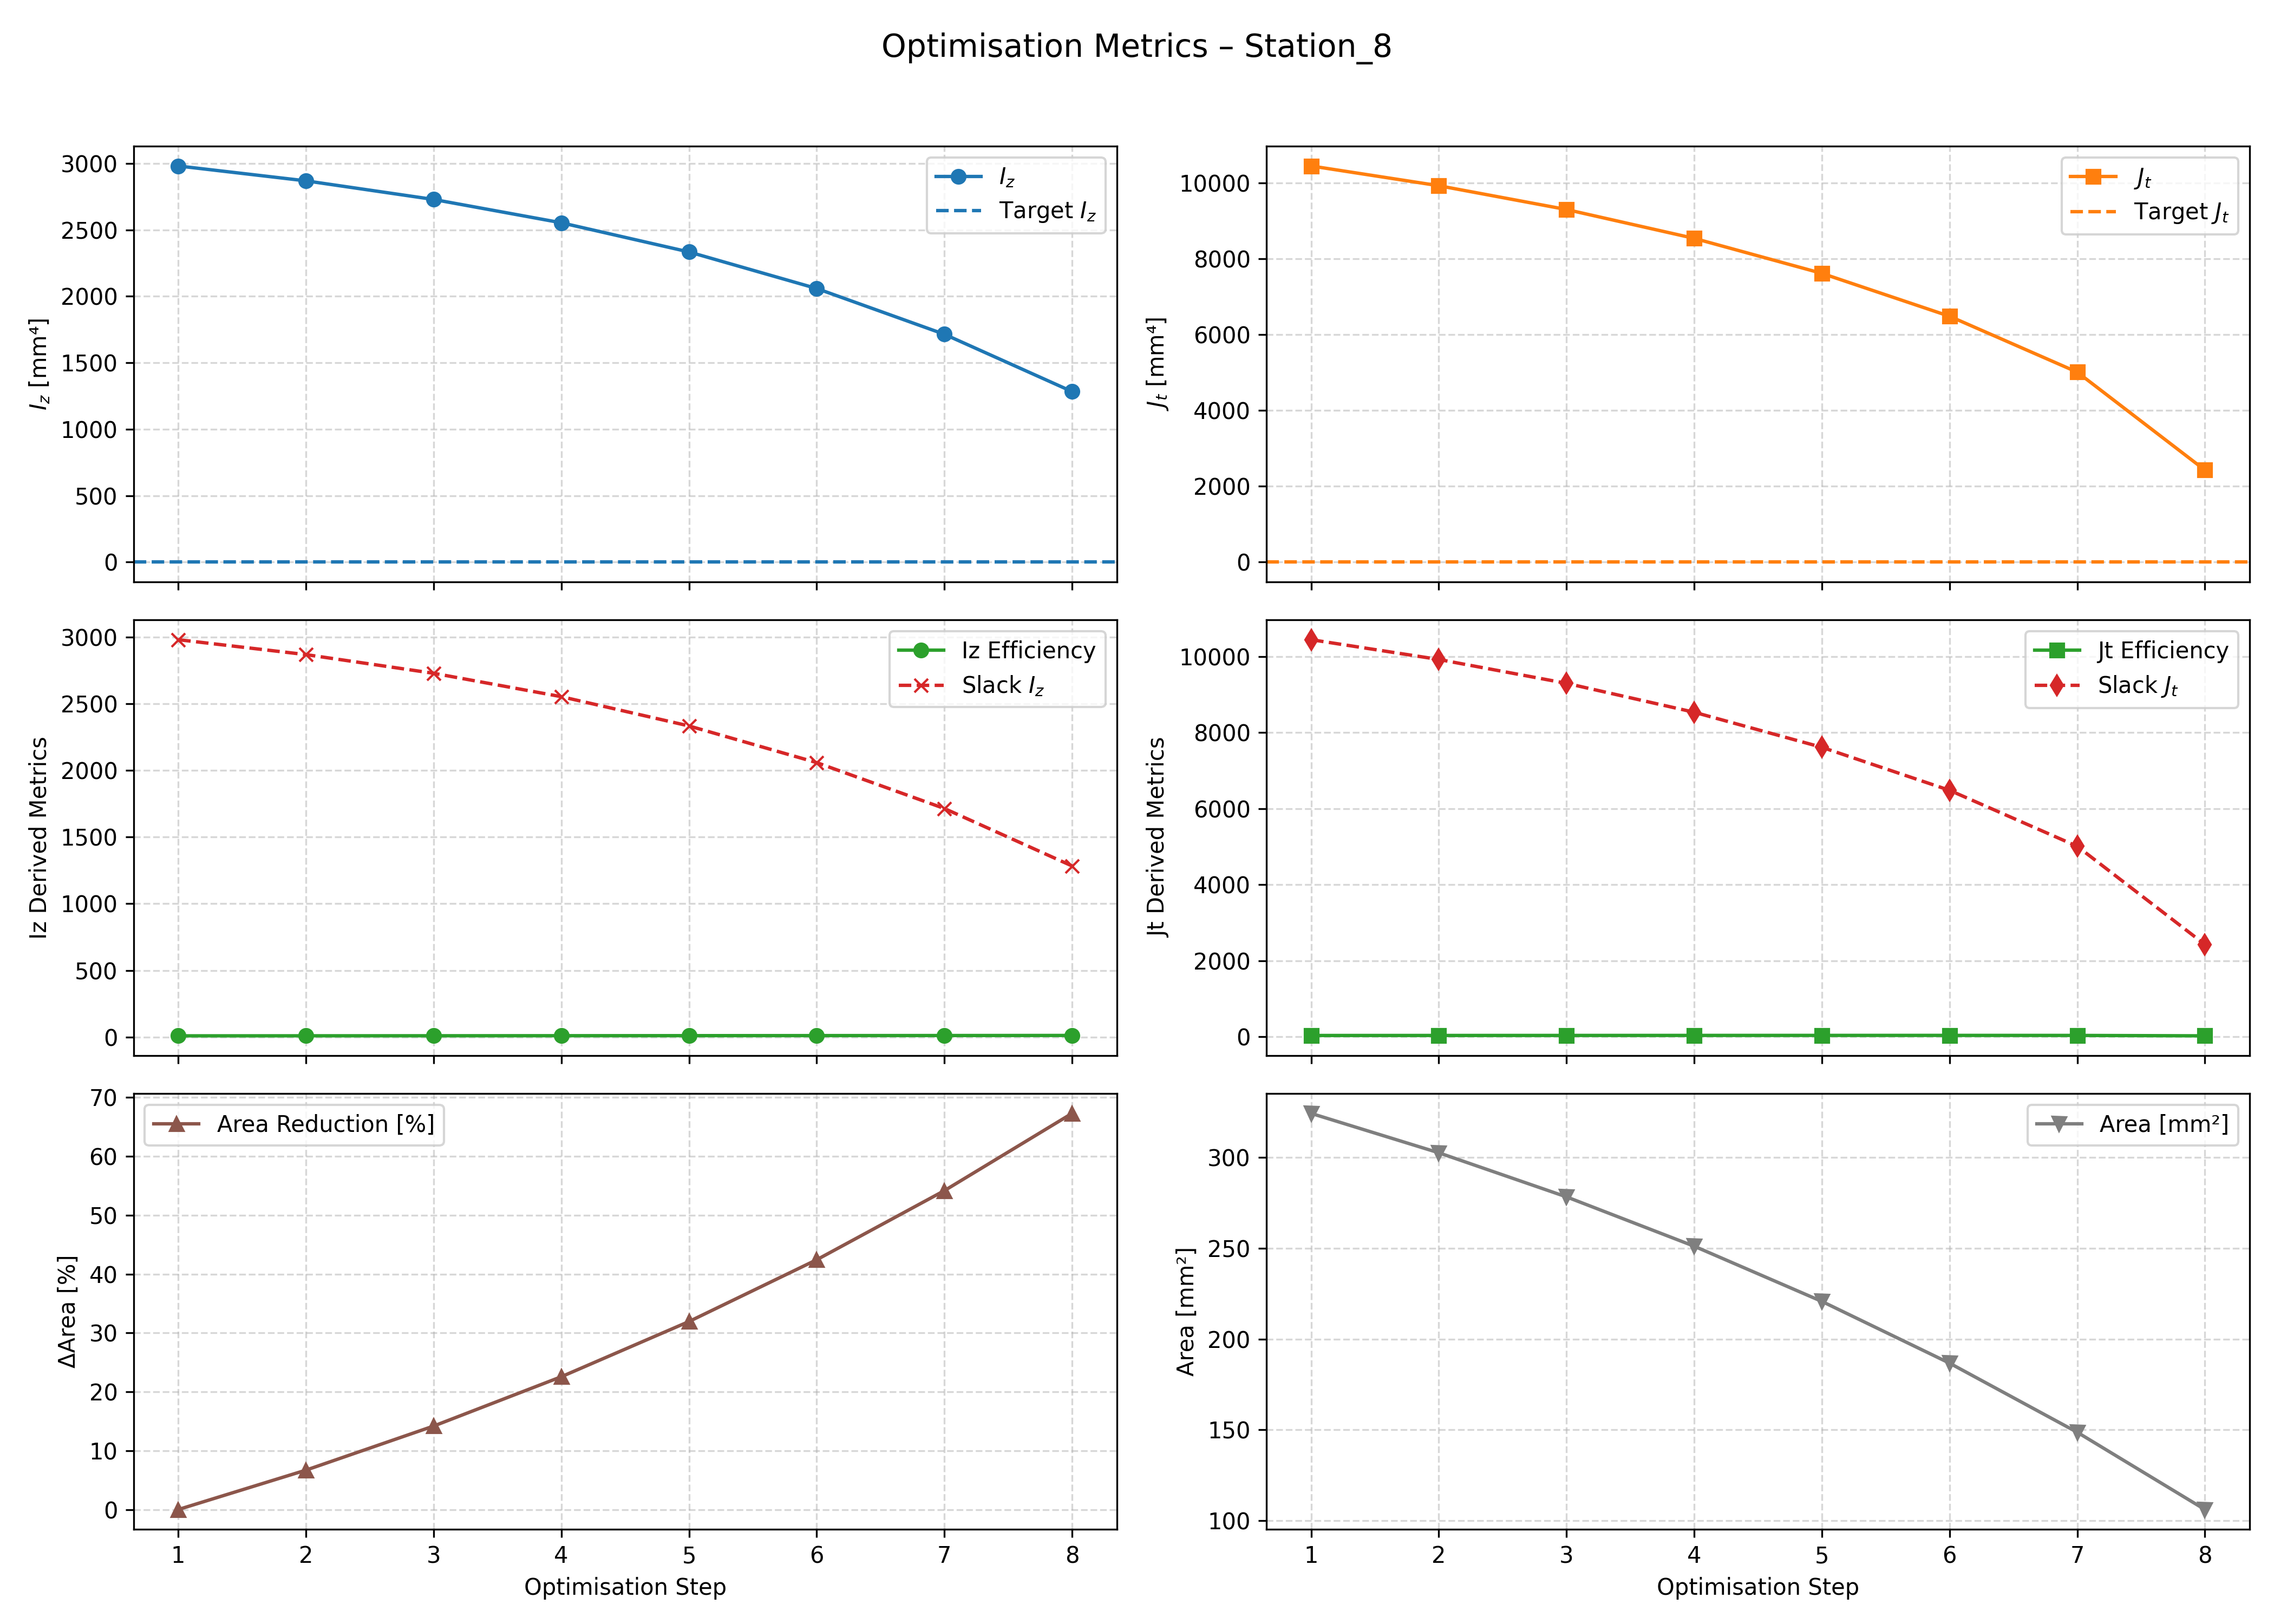 Optimisation Metrics – Station_8
3000
2500
2000
1500
1000
500
0
I_z [mm⁴]
I_z
Target I_z
10000
8000
6000
4000
2000
0
J_t [mm⁴]
J_t
Target J_t
3000
2500
2000
1500
1000
500
0
Iz Derived Metrics
Iz Efficiency
Slack I_z
10000
8000
6000
4000
2000
0
Jt Derived Metrics
Jt Efficiency
Slack J_t
70
60
50
40
30
20
10
0
ΔArea [%]
Area Reduction [%]
1 2 3 4 5 6 7 8
Optimisation Step
300
250
200
150
100
Area [mm²]
Area [mm²]
1 2 3 4 5 6 7 8
Optimisation Step